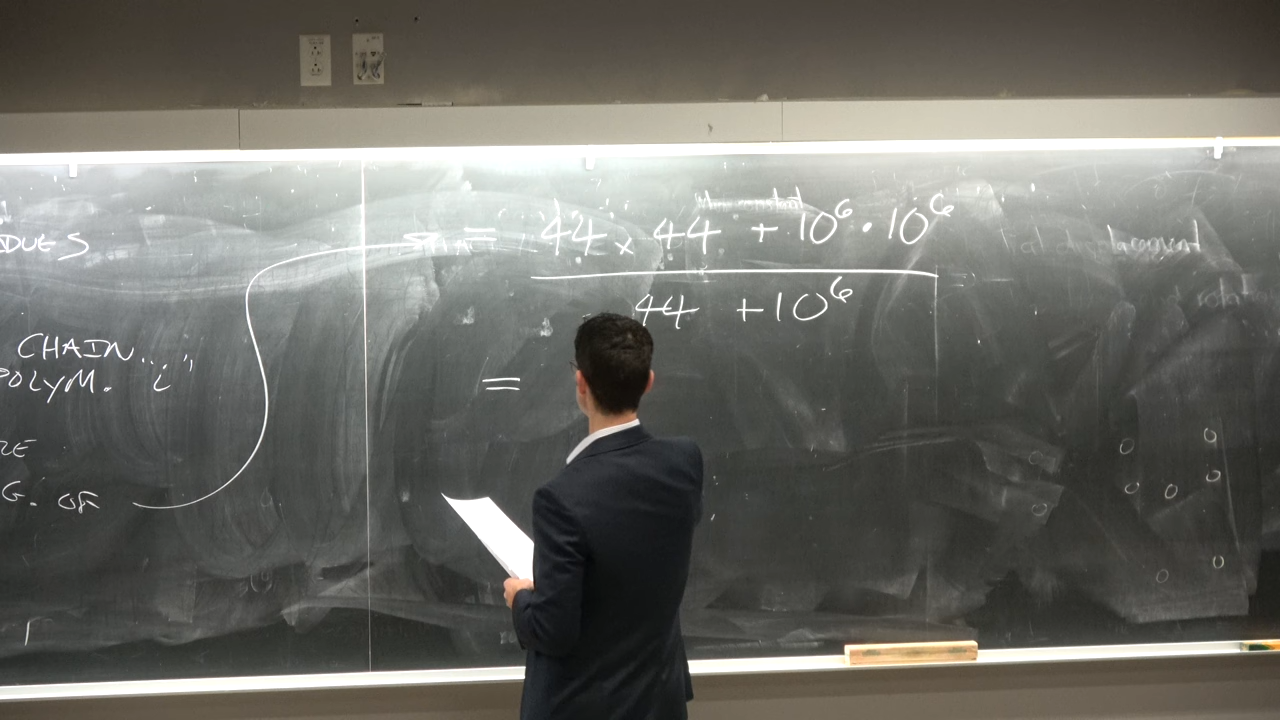 DUES
= 44 x 44 + 10⁶ · 10⁶
44 + 10⁶
CHAIN...
POLYM. i"
=
G. OF